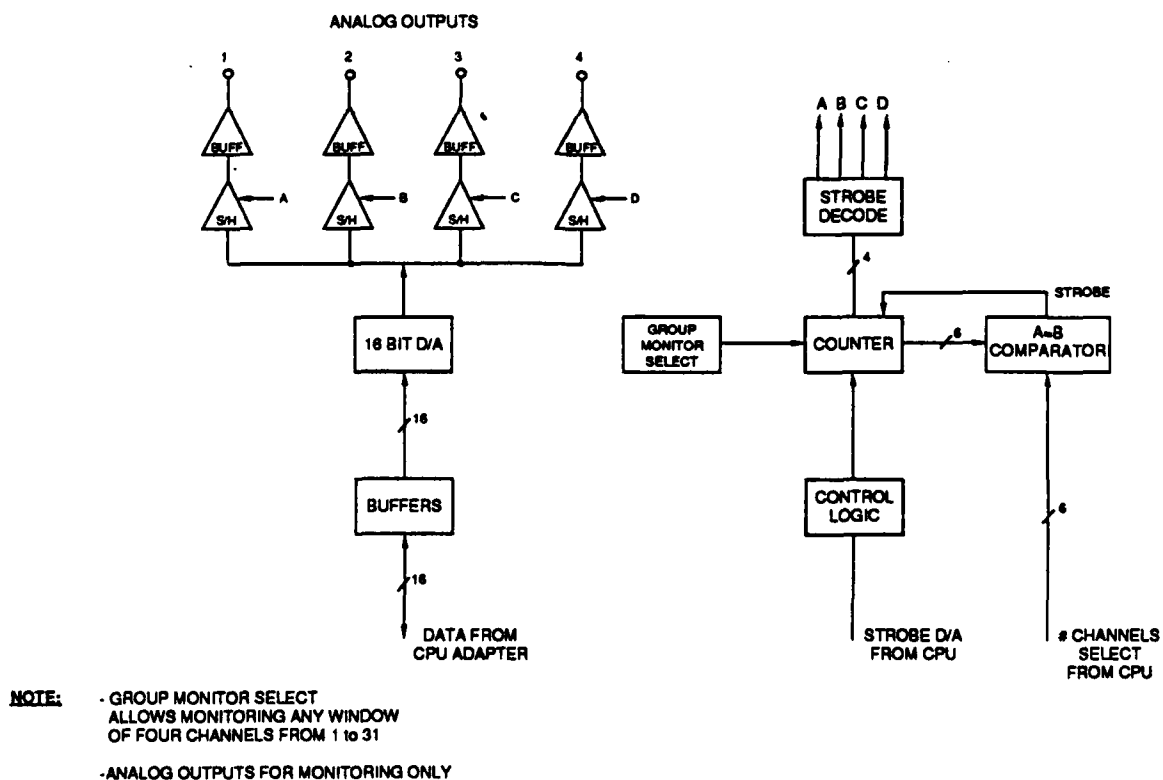 ANALOG OUTPUTS
1 2 3 4
BUFF BUFF BUFF BUFF
A B C D
S/H S/H S/H S/H
16 BIT D/A
16
BUFFERS
16
DATA FROM
CPU ADAPTER
A B C D
STROBE
DECODE
4
STROBE
GROUP
MONITOR
SELECT
COUNTER
6
A=B
COMPARATOR
CONTROL
LOGIC
6
STROBE D/A
FROM CPU
# CHANNELS
SELECT
FROM CPU
NOTE: - GROUP MONITOR SELECT
ALLOWS MONITORING ANY WINDOW
OF FOUR CHANNELS FROM 1 to 31
-ANALOG OUTPUTS FOR MONITORING ONLY